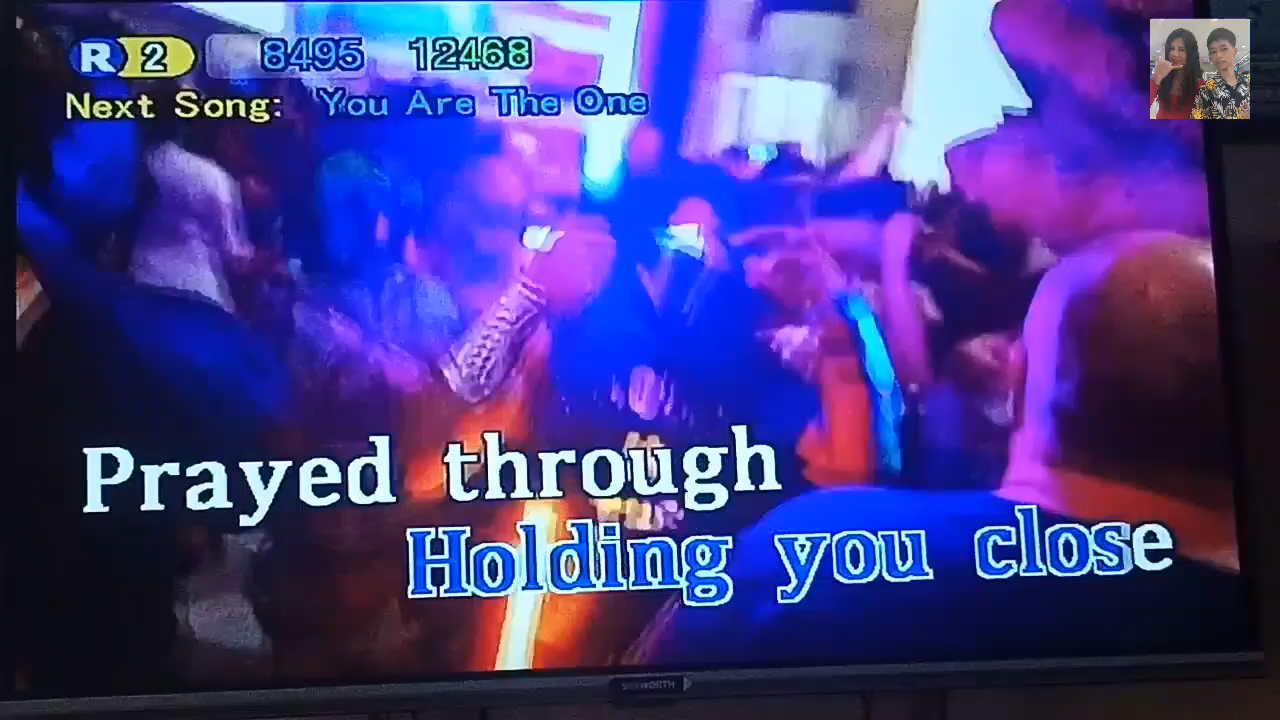 R 2 8495 12468
Next Song: You Are The One
Prayed through
Holding you close